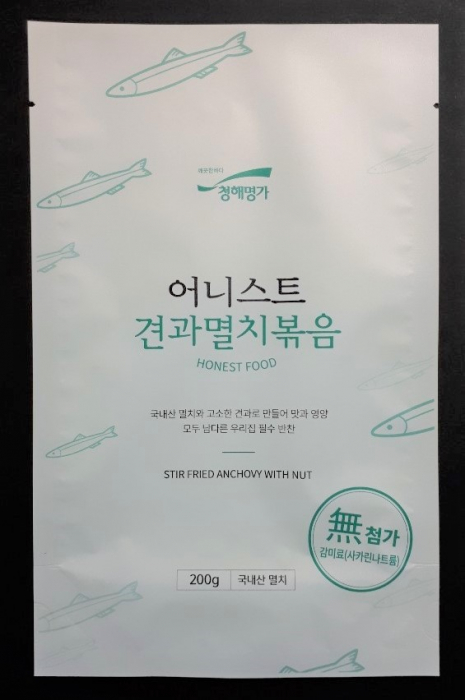 청해명가
어니스트
견과멸치볶음
HONEST FOOD
국내산 멸치와 고소한 견과로 만들어 맛과 영양
모두 남다른 우리집 필수 반찬
STIR FRIED ANCHOVY WITH NUT
無 첨가
감미료(사카린나트륨)
200g 국내산 멸치